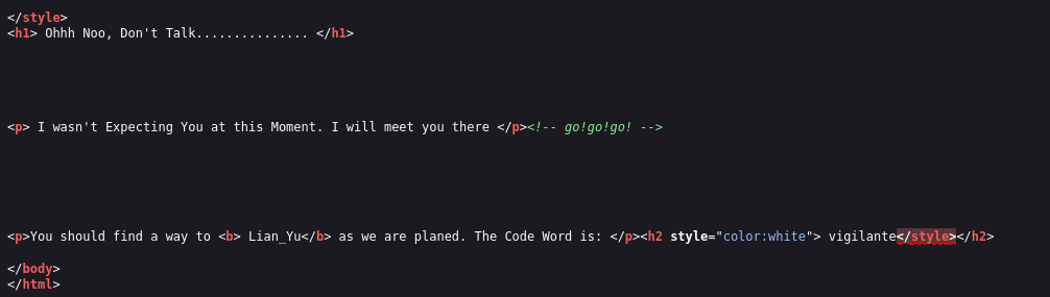 </style>
<h1> Ohhh Noo, Don't Talk............... </h1>
<p> I wasn't Expecting You at this Moment. I will meet you there </p><!-- go!go!go! -->
<p>You should find a way to <b> Lian_Yu</b> as we are planed. The Code Word is: </p><h2 style="color:white"> vigilante</style></h2>
</body>
</html>